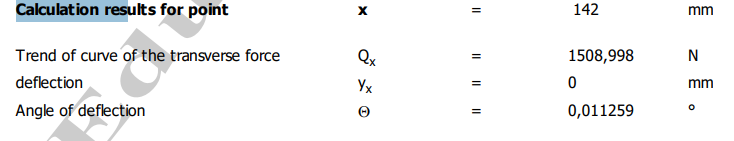 Calculation results for point x = 142 mm
Trend of curve of the transverse force Qx = 1508,998 N
deflection yx = 0 mm
Angle of deflection Θ = 0,011259 °
Edu